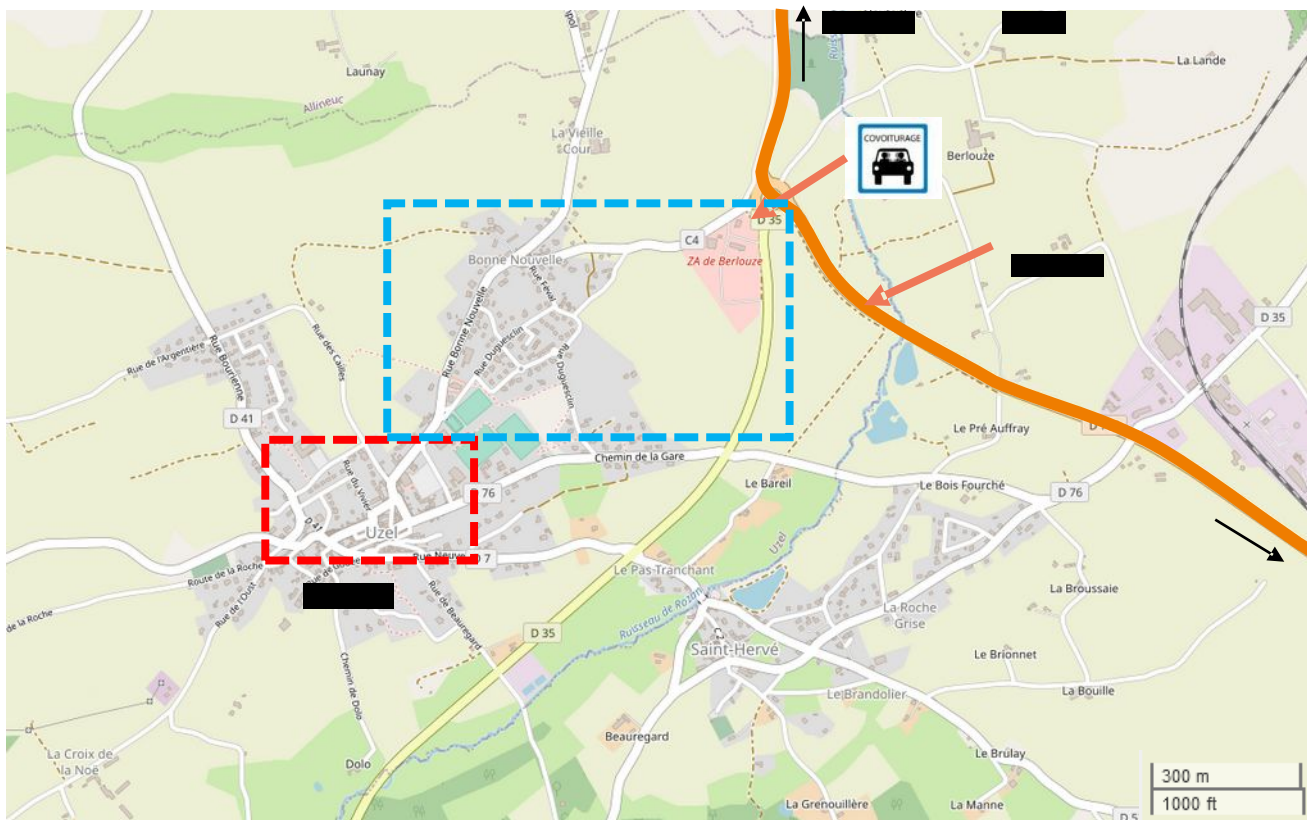 Launay
Allineuc
La Vieille
Cour
COVOITURAGE
La Lande
Berlouze
D 35
C4
ZA de Berlouze
Bonne Nouvelle
Rue Feval
Rue Bonne Nouvelle
Rue Duguesclin
Rue Duguesclin
Rue des Cailles
Rue de l'Argentière
Rue Bourienne
D 41
D 35
Le Pré Auffray
Chemin de la Gare
Le Bareil
Le Bois Fourché
D 76
76
Rue du Vivier
D 41
Uzel
Rue Neuve
D 7
Route de la Roche
de la Roche
Rue de l'Oust
Rue de Beauregard
Chemin de Dolo
Le Pas Tranchant
Uzel
Ruisseau de Rozan
D 35
Saint-Hervé
La Roche
Grise
La Broussaie
Le Brionnet
La Bouille
Le Brandolier
Beauregard
Le Brûlay
La Croix de
la Noë
Dolo
La Grenouillère
La Manne
D 5
300 m
1000 ft